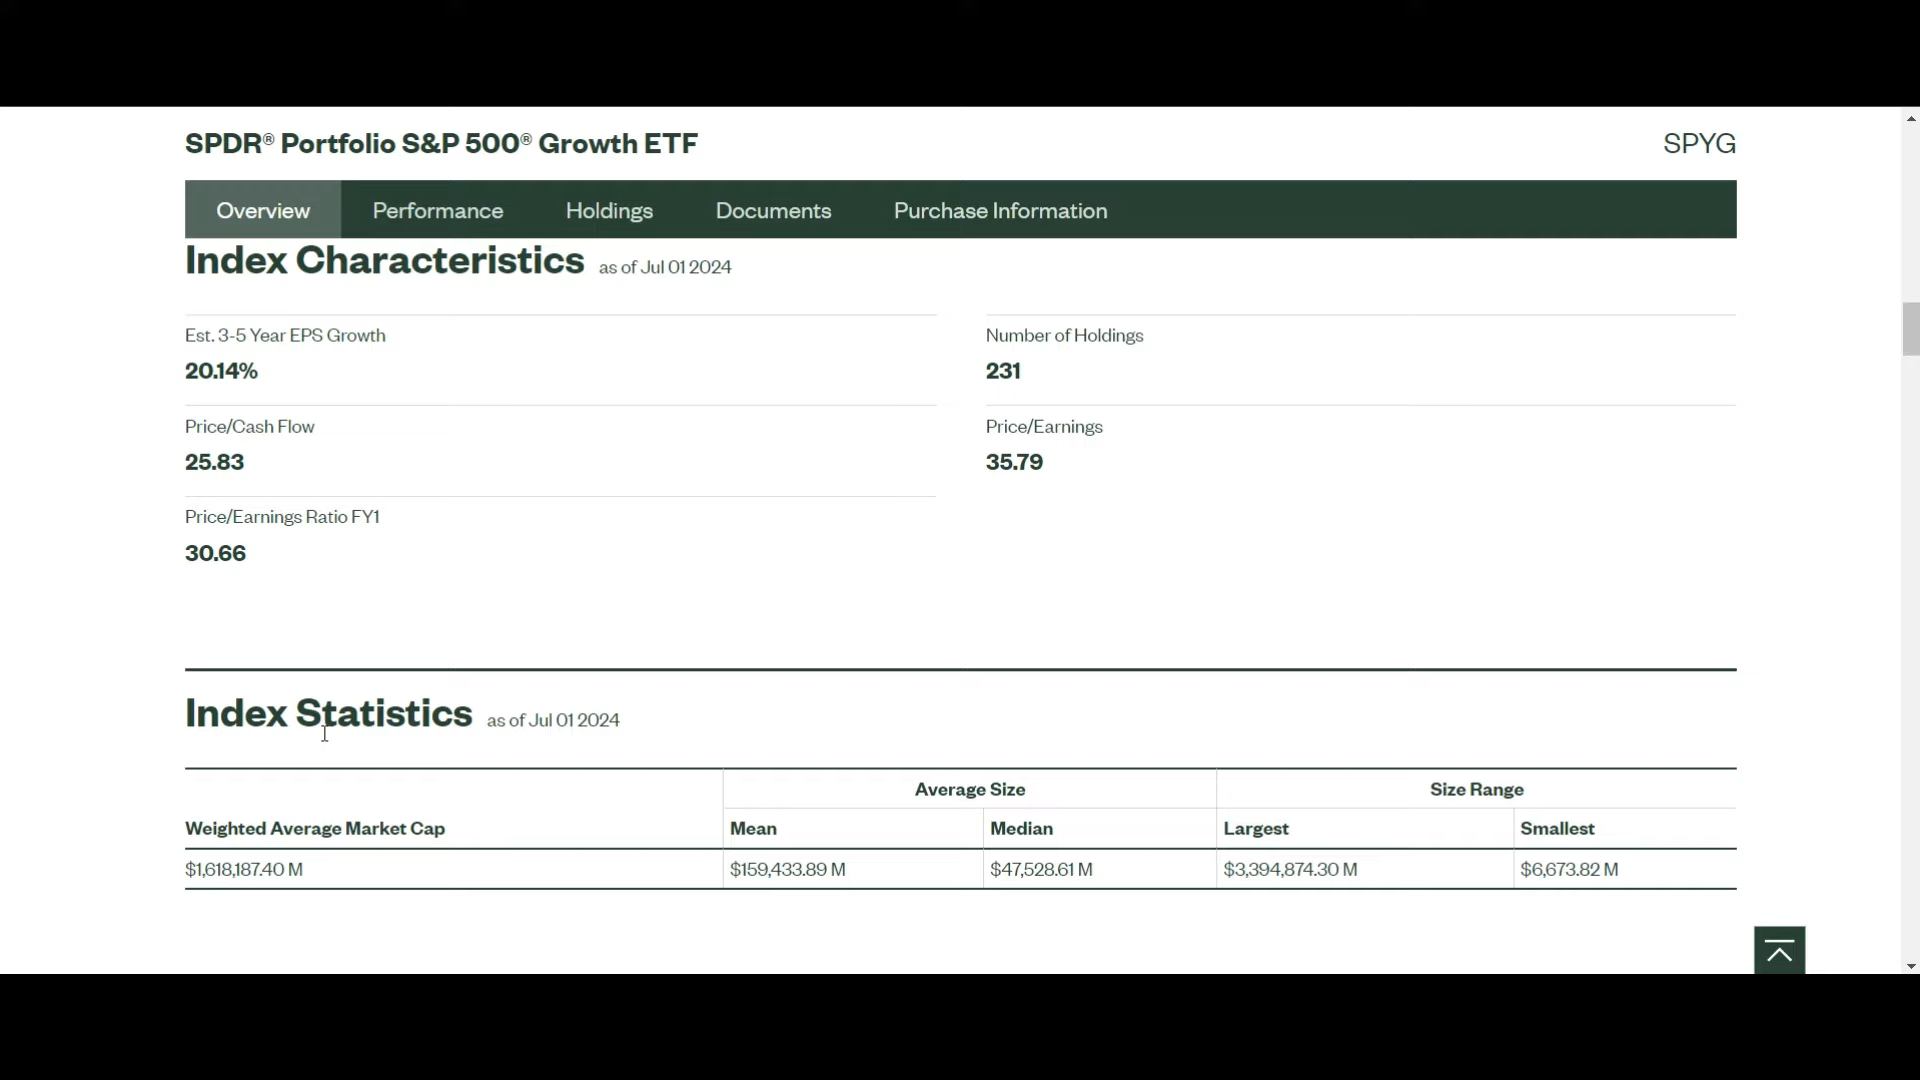 SPDR® Portfolio S&P 500® Growth ETF
SPYG
Overview Performance Holdings Documents Purchase Information
Index Characteristics as of Jul 01 2024
Est. 3-5 Year EPS Growth
20.14%
Number of Holdings
231
Price/Cash Flow
25.83
Price/Earnings
35.79
Price/Earnings Ratio FY1
30.66
Index Statistics as of Jul 01 2024
Average Size Size Range
Weighted Average Market Cap Mean Median Largest Smallest
$1,618,187.40 M $159,433.89 M $47,528.61 M $3,394,874.30 M $6,673.82 M